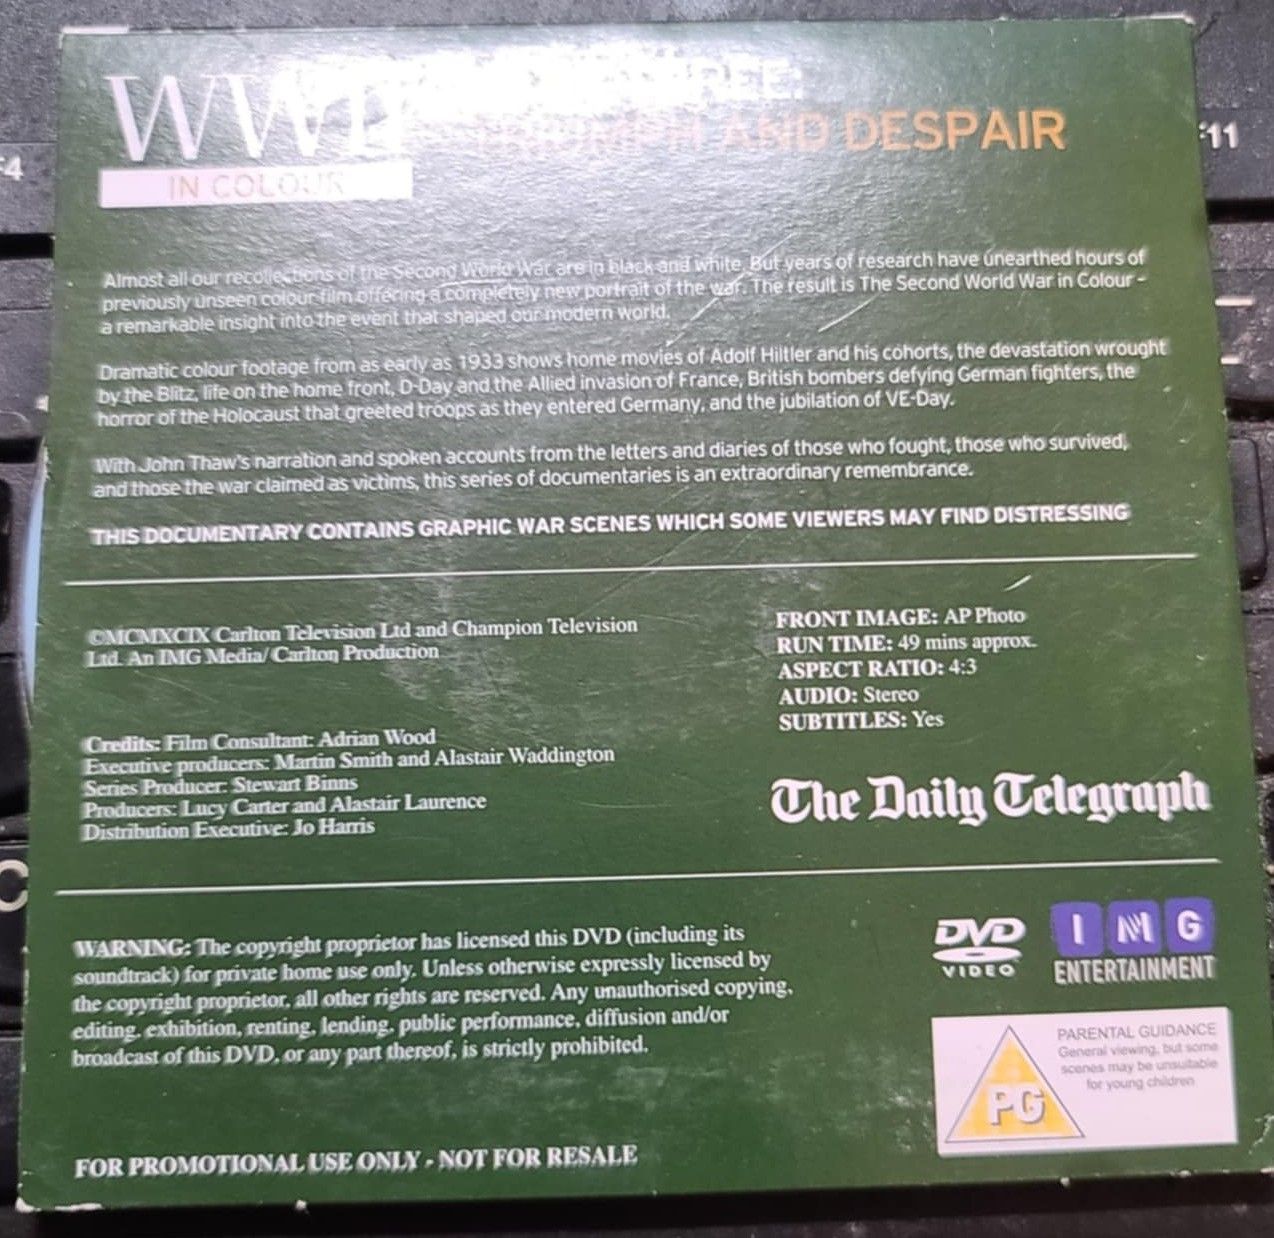 WWII
IN COLOUR
TRIUMPH AND DESPAIR
Almost all our recollections of the Second World War are in black and white. But years of research have unearthed hours of
previously unseen colour film offering a completely new portrait of the war. The result is The Second World War in Colour -
a remarkable insight into the event that shaped our modern world.
Dramatic colour footage from as early as 1933 shows home movies of Adolf Hiltler and his cohorts, the devastation wrought
by the Blitz, life on the home front, D-Day and the Allied invasion of France, British bombers defying German fighters, the
horror of the Holocaust that greeted troops as they entered Germany, and the jubilation of VE-Day.
With John Thaw's narration and spoken accounts from the letters and diaries of those who fought, those who survived,
and those the war claimed as victims, this series of documentaries is an extraordinary remembrance.
THIS DOCUMENTARY CONTAINS GRAPHIC WAR SCENES WHICH SOME VIEWERS MAY FIND DISTRESSING
©MCMXCIX Carlton Television Ltd and Champion Television
Ltd. An IMG Media/ Carlton Production
Credits: Film Consultant: Adrian Wood
Executive producers: Martin Smith and Alastair Waddington
Series Producer: Stewart Binns
Producers: Lucy Carter and Alastair Laurence
Distribution Executive: Jo Harris
FRONT IMAGE: AP Photo
RUN TIME: 49 mins approx.
ASPECT RATIO: 4:3
AUDIO: Stereo
SUBTITLES: Yes
The Daily Telegraph
WARNING: The copyright proprietor has licensed this DVD (including its
soundtrack) for private home use only. Unless otherwise expressly licensed by
the copyright proprietor, all other rights are reserved. Any unauthorised copying,
editing, exhibition, renting, lending, public performance, diffusion and/or
broadcast of this DVD, or any part thereof, is strictly prohibited.
FOR PROMOTIONAL USE ONLY - NOT FOR RESALE
DVD
VIDEO
IMG
ENTERTAINMENT
PG
PARENTAL GUIDANCE
General viewing, but some
scenes may be unsuitable
for young children
F4
F11
C